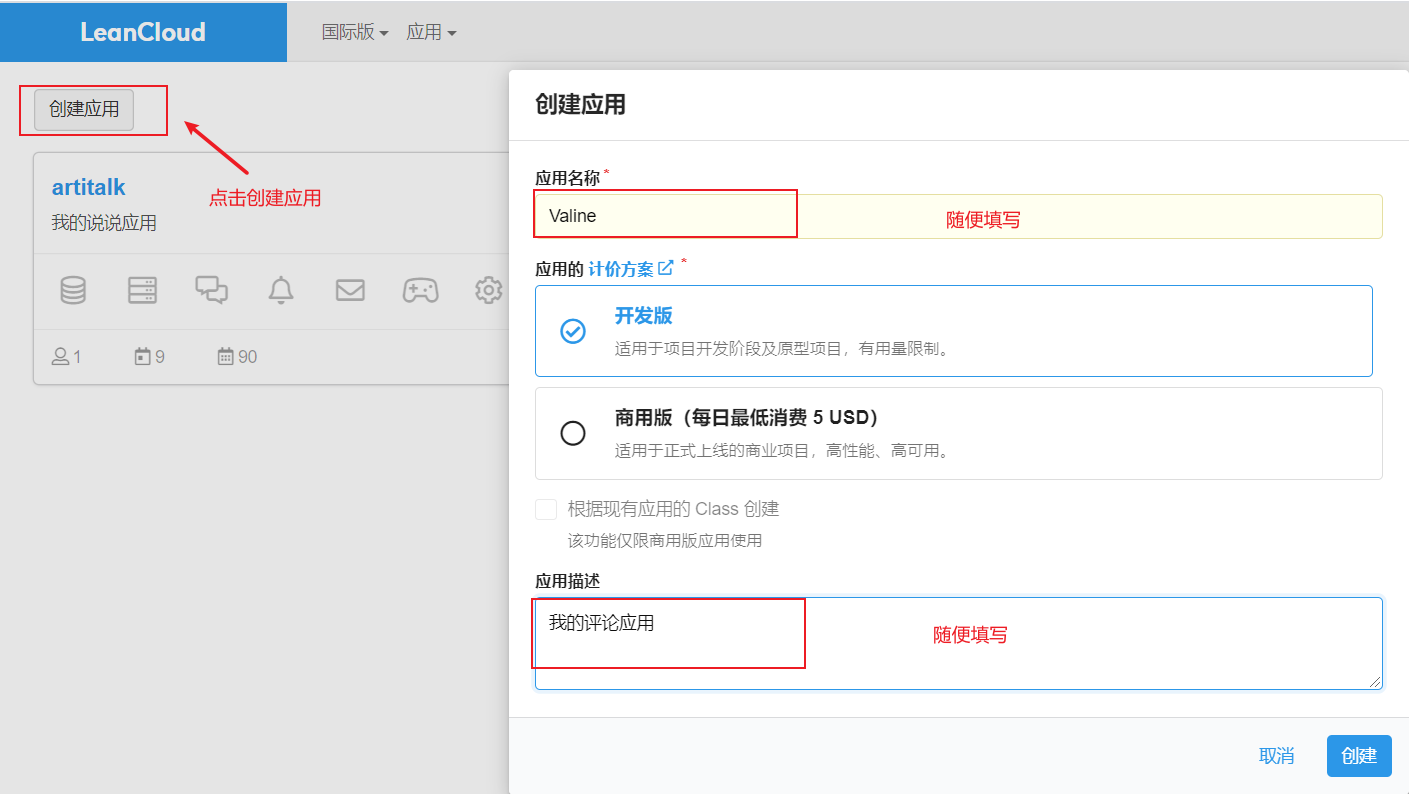 LeanCloud
国际版 应用
创建应用
点击创建应用
artitalk
我的说说应用
1 9 90
创建应用
应用名称 *
Valine
随便填写
应用的 计价方案 *
开发版
适用于项目开发阶段及原型项目，有用量限制。
商用版（每日最低消费 5 USD）
适用于正式上线的商业项目，高性能、高可用。
根据现有应用的 Class 创建
该功能仅限商用版应用使用
应用描述
我的评论应用
随便填写
取消 创建